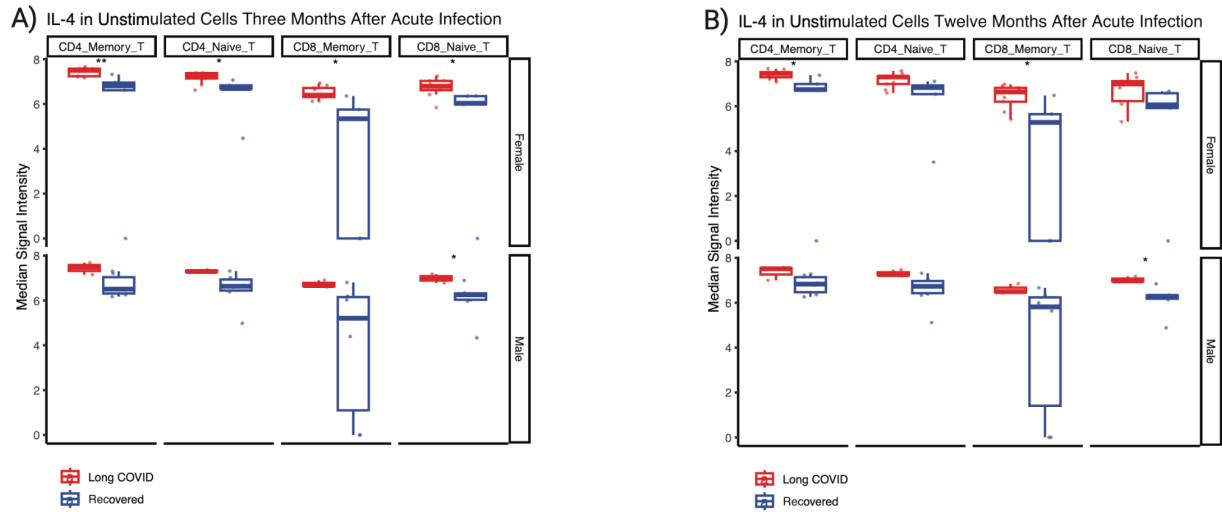 A) IL-4 in Unstimulated Cells Three Months After Acute Infection
CD4_Memory_T CD4_Naive_T CD8_Memory_T CD8_Naive_T
** * * *
8
6
4
2
0
Female
8
*
6
4
2
0
Male
Median Signal Intensity
Long COVID
Recovered
B) IL-4 in Unstimulated Cells Twelve Months After Acute Infection
CD4_Memory_T CD4_Naive_T CD8_Memory_T CD8_Naive_T
* *
8
6
4
2
0
Female
8
*
6
4
2
0
Male
Median Signal Intensity
Long COVID
Recovered